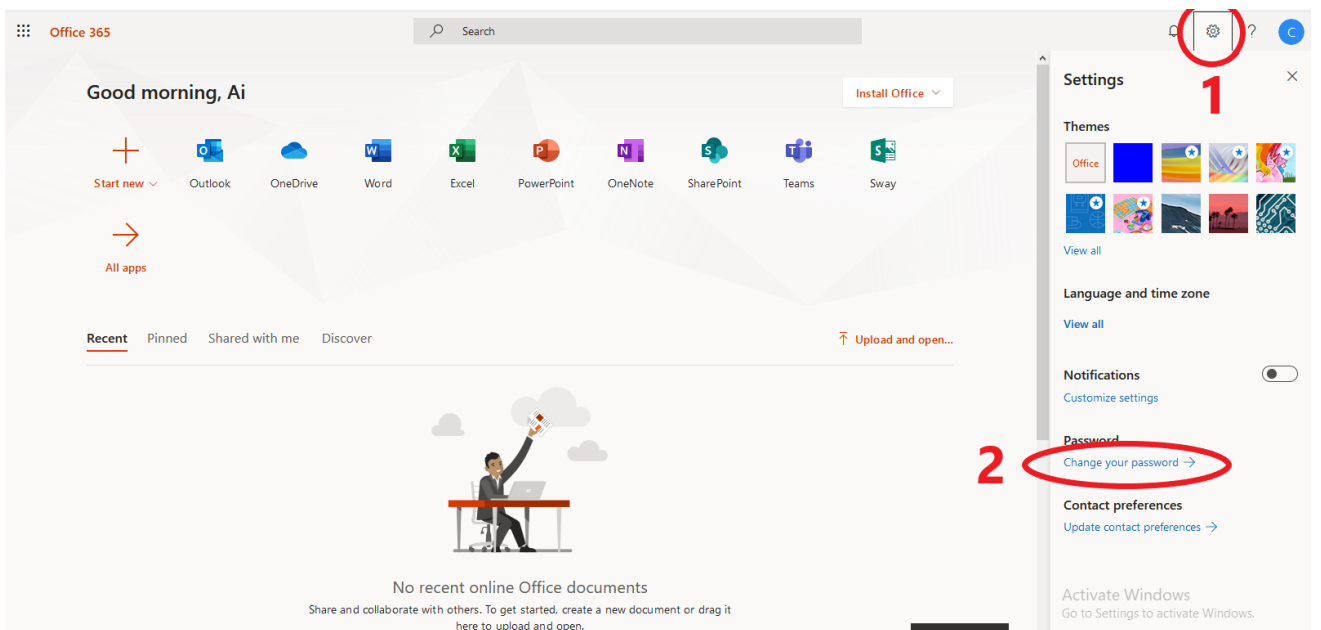 Office 365
Search
1
?
C
Good morning, Ai
Install Office
Start new
Outlook
OneDrive
Word
Excel
PowerPoint
OneNote
SharePoint
Teams
Sway
All apps
Recent
Pinned
Shared with me
Discover
Upload and open...
No recent online Office documents
Share and collaborate with others. To get started, create a new document or drag it
here to upload and open.
Settings
Themes
Office
View all
Language and time zone
View all
Notifications
Customize settings
Password
2
Change your password →
Contact preferences
Update contact preferences →
Activate Windows
Go to Settings to activate Windows.